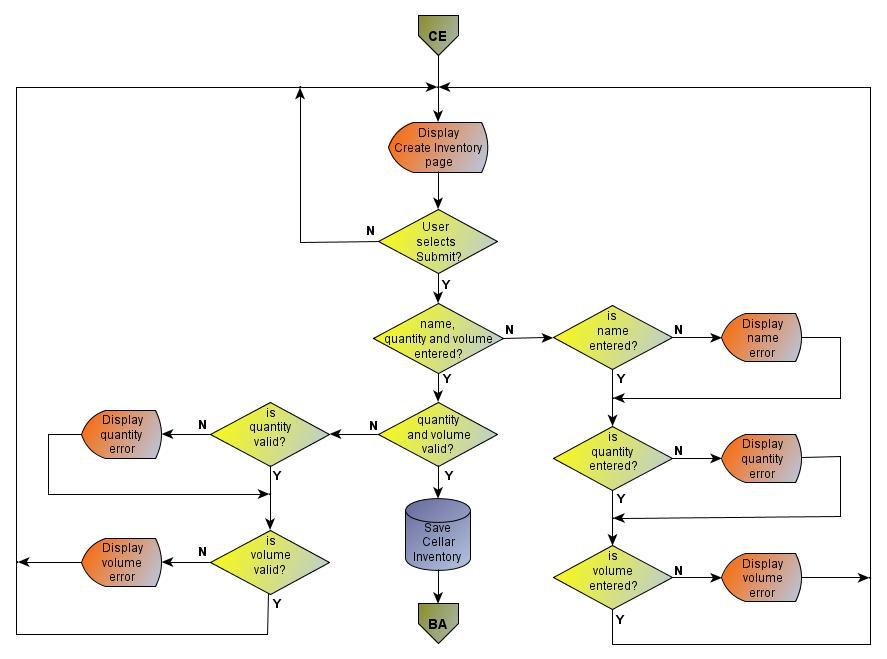 CE
Display
Create Inventory
page
User
selects
Submit?
N
Y
name,
quantity and volume
entered?
N
Y
is
name
entered?
N
Y
Display
name
error
quantity
and volume
valid?
N
Y
is
quantity
valid?
N
Y
Display
quantity
error
is
quantity
entered?
N
Y
Display
quantity
error
Save
Cellar
Inventory
is
volume
valid?
N
Y
Display
volume
error
is
volume
entered?
N
Y
Display
volume
error
BA